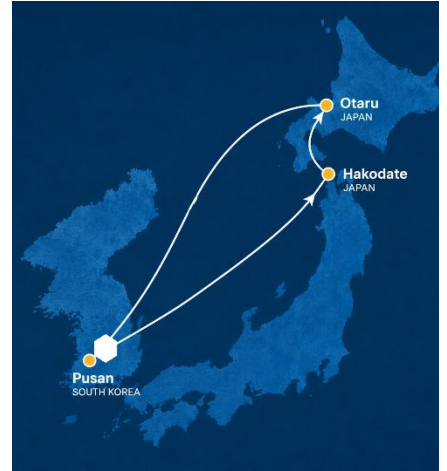 Otaru
JAPAN
Hakodate
JAPAN
Pusan
SOUTH KOREA